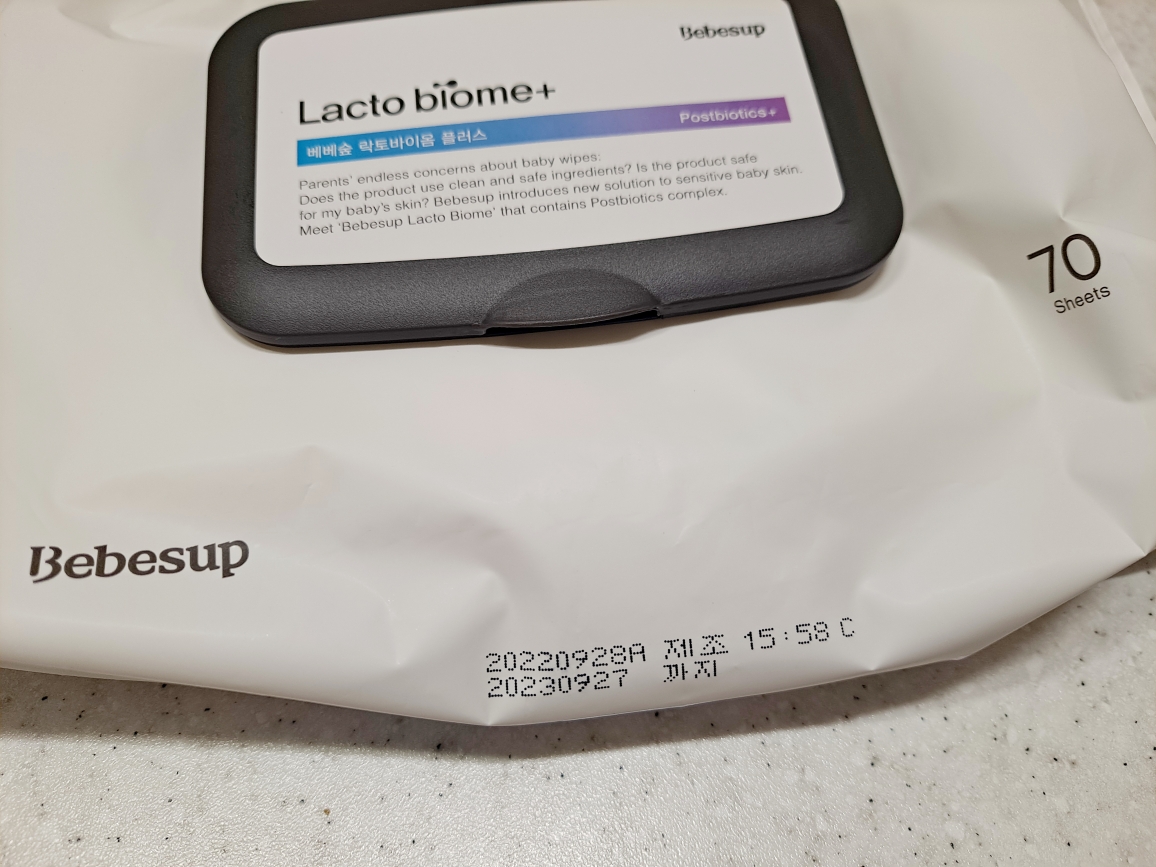 Bebesup
Lacto biome+
Postbiotics+
베베숲 락토바이옴 플러스
Parents' endless concerns about baby wipes:
Does the product use clean and safe ingredients? Is the product safe
for my baby's skin? Bebesup introduces new solution to sensitive baby skin.
Meet 'Bebesup Lacto Biome' that contains Postbiotics complex.
70
Sheets
Bebesup
20220928A 제조 15:58 C
20230927 까지